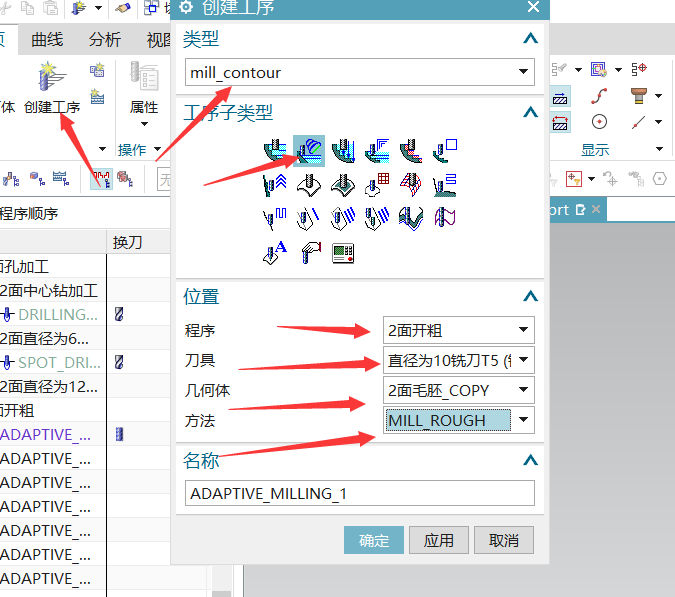 创建工序
页 曲线 分析 视图
体 创建工序 属性
操作
显示
无
程序顺序
ort
换刀
面孔加工
2面中心钻加工
DRILLING...
2面直径为6...
SPOT_DRI...
2面直径为12...
面开粗
ADAPTIVE_...
ADAPTIVE_...
ADAPTIVE_...
ADAPTIVE_...
ADAPTIVE_...
ADAPTIVE_...
ADAPTIVE_...
类型
mill_contour
工序子类型
位置
程序 2面开粗
刀具 直径为10铣刀T5 (铣
几何体 2面毛胚_COPY
方法 MILL_ROUGH
名称
ADAPTIVE_MILLING_1
确定 应用 取消